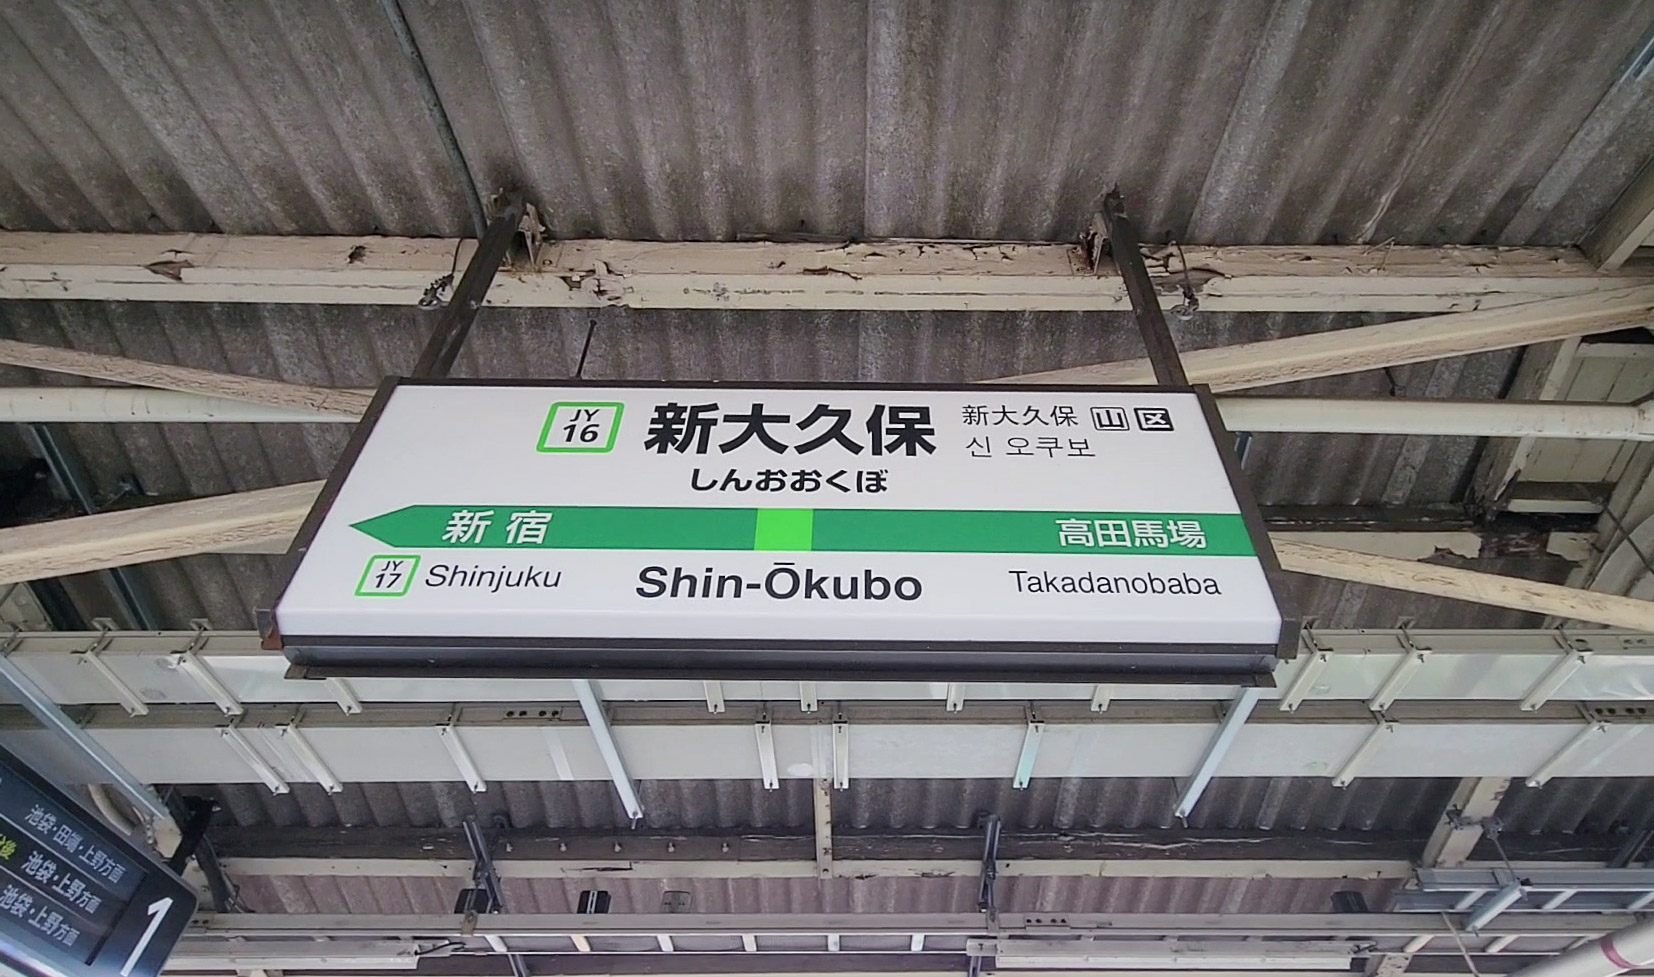 JY
16
新大久保
新大久保 山 区
신 오쿠보
しんおおくぼ
新宿
高田馬場
JY
17
Shinjuku
Shin-Ōkubo
Takadanobaba
池袋・田端・上野方面
池袋・上野方面
池袋・上野方面
1